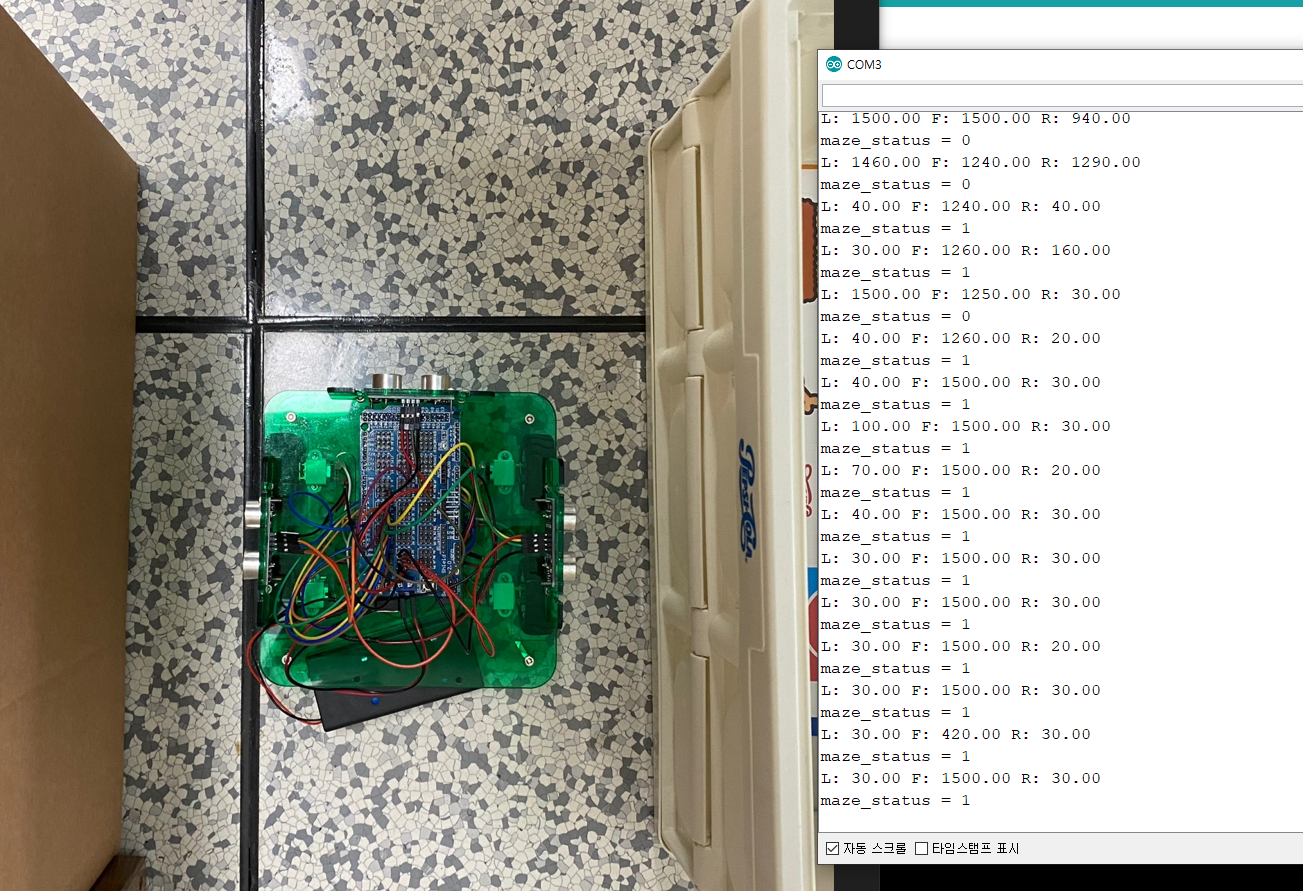 COM3
L: 1500.00 F: 1500.00 R: 940.00
maze_status = 0
L: 1460.00 F: 1240.00 R: 1290.00
maze_status = 0
L: 40.00 F: 1240.00 R: 40.00
maze_status = 1
L: 30.00 F: 1260.00 R: 160.00
maze_status = 1
L: 1500.00 F: 1250.00 R: 30.00
maze_status = 0
L: 40.00 F: 1260.00 R: 20.00
maze_status = 1
L: 40.00 F: 1500.00 R: 30.00
maze_status = 1
L: 100.00 F: 1500.00 R: 30.00
maze_status = 1
L: 70.00 F: 1500.00 R: 20.00
maze_status = 1
L: 40.00 F: 1500.00 R: 30.00
maze_status = 1
L: 30.00 F: 1500.00 R: 30.00
maze_status = 1
L: 30.00 F: 1500.00 R: 30.00
maze_status = 1
L: 30.00 F: 1500.00 R: 20.00
maze_status = 1
L: 30.00 F: 1500.00 R: 30.00
maze_status = 1
L: 30.00 F: 420.00 R: 30.00
maze_status = 1
L: 30.00 F: 1500.00 R: 30.00
maze_status = 1
자동 스크롤 타임스탬프 표시